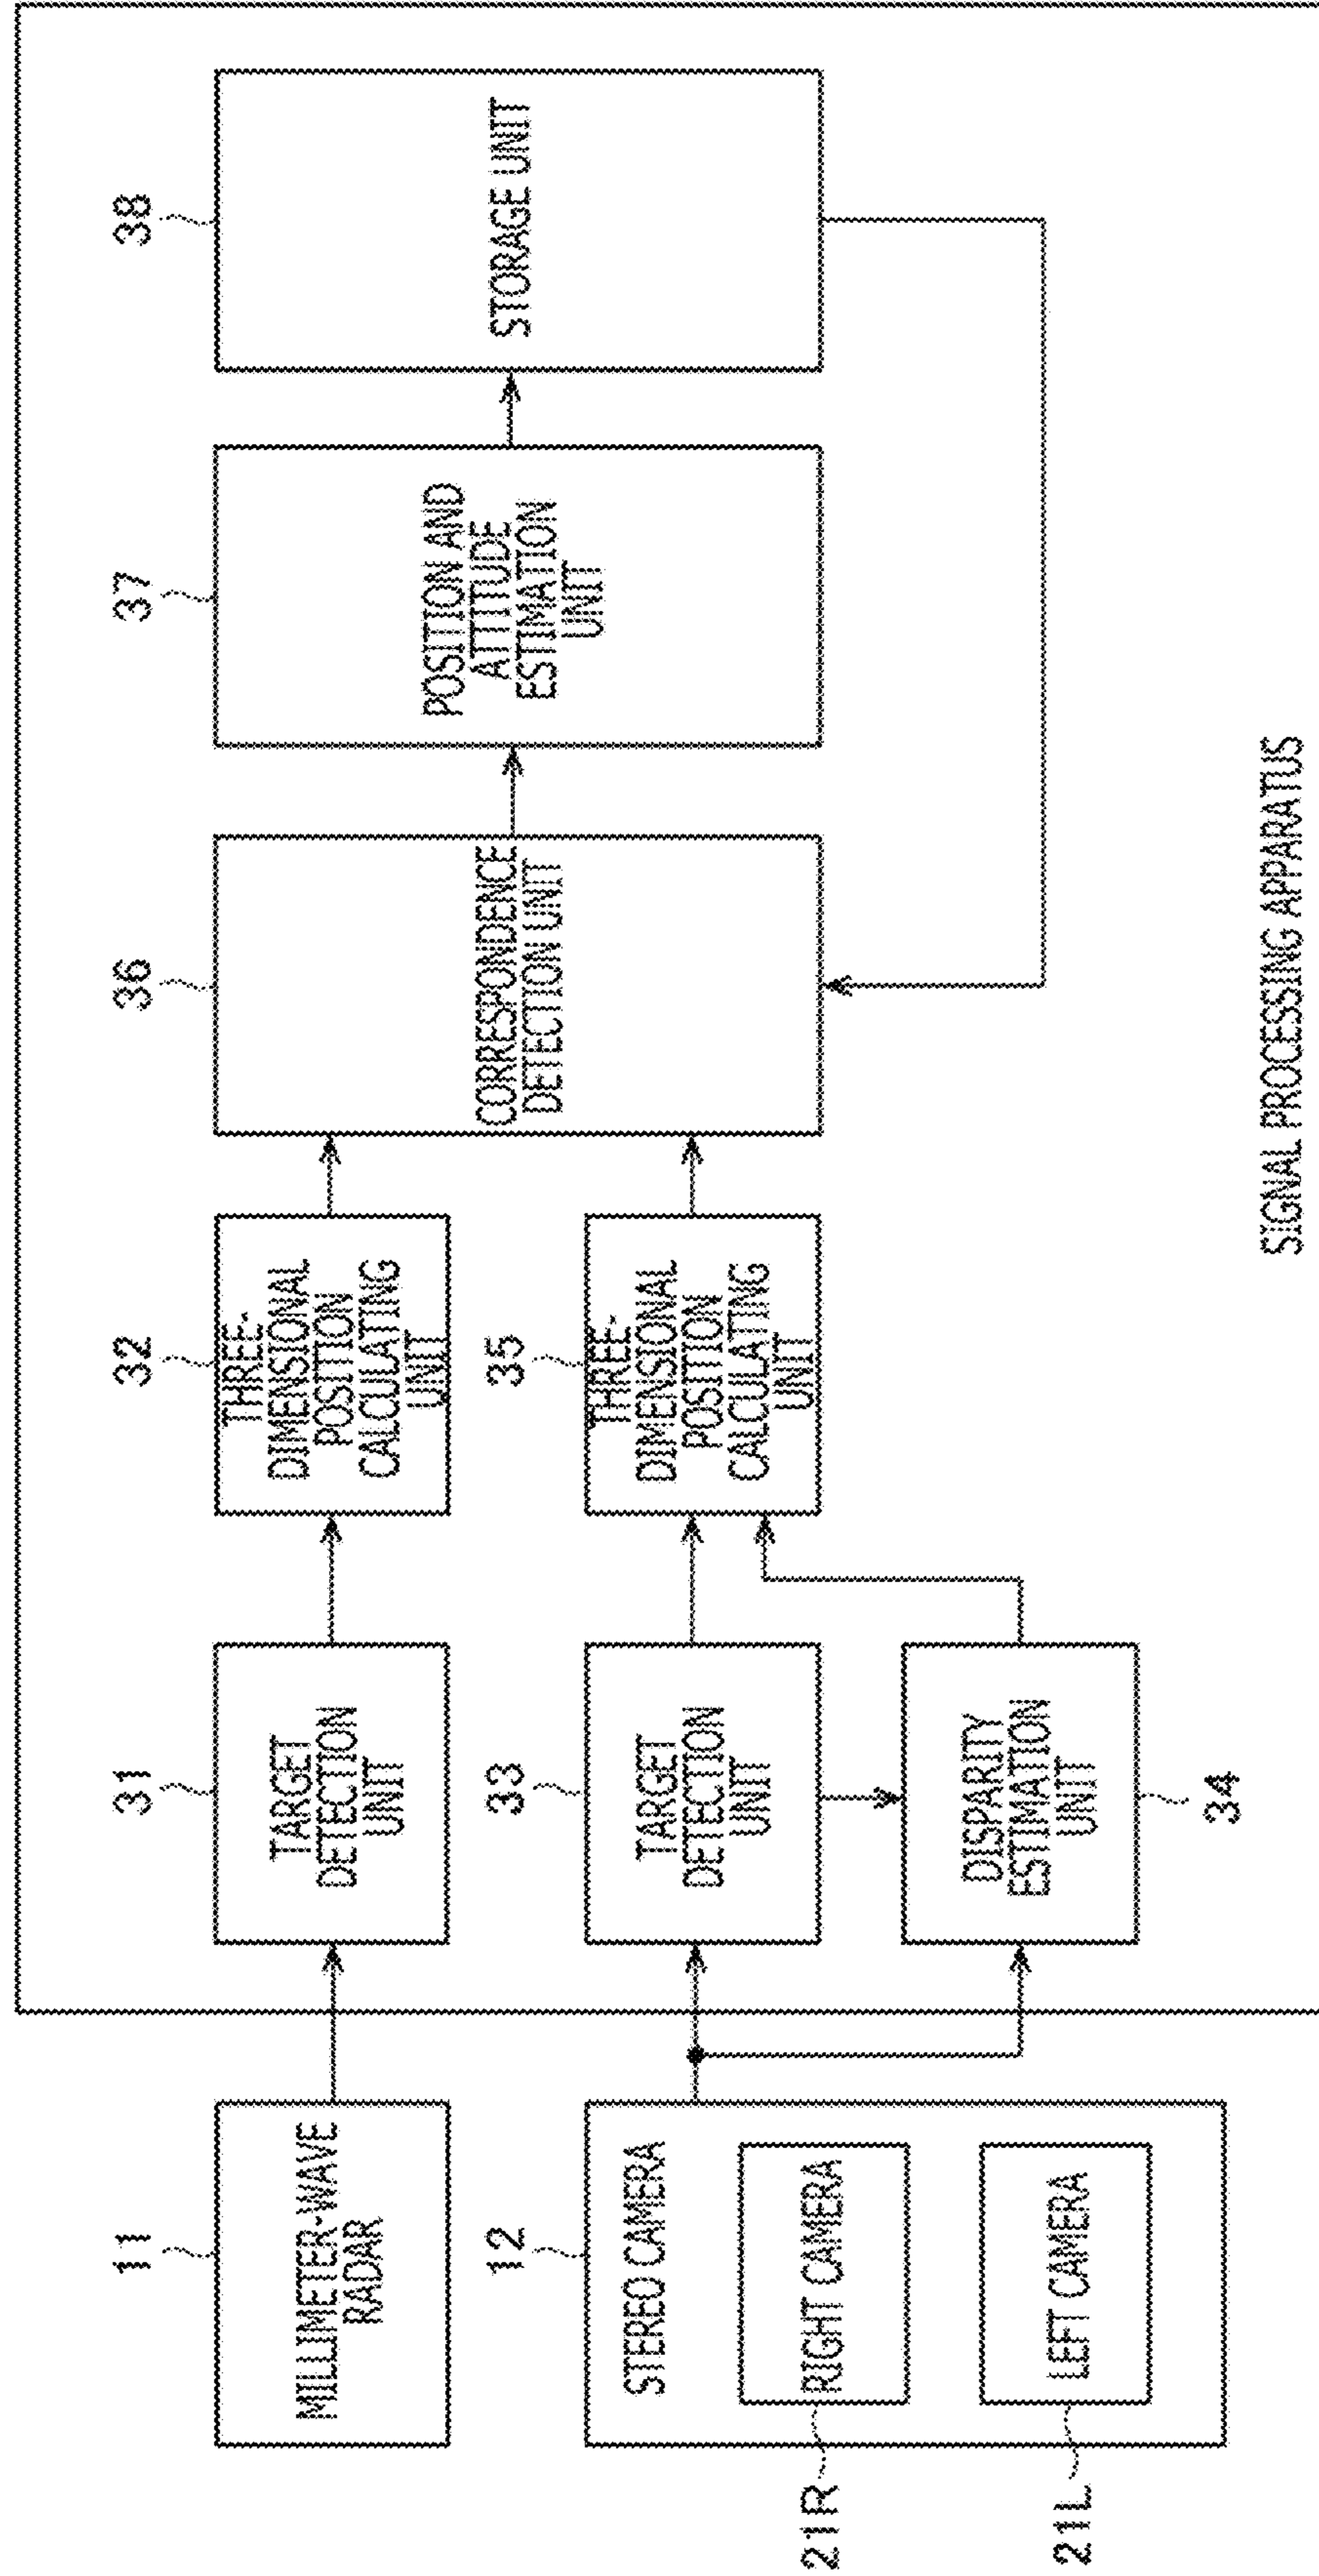 11
MILLIMETER-WAVE
RADAR
31
TARGET
DETECTION
UNIT
32
THREE-
DIMENSIONAL
POSITION
CALCULATING
UNIT
36
CORRESPONDENCE
DETECTION UNIT
37
POSITION AND
ATTITUDE
ESTIMATION
UNIT
38
STORAGE UNIT
12
STEREO CAMERA
21R
RIGHT CAMERA
21L
LEFT CAMERA
33
TARGET
DETECTION
UNIT
35
THREE-
DIMENSIONAL
POSITION
CALCULATING
UNIT
DISPARITY
ESTIMATION
UNIT
34
SIGNAL PROCESSING APPARATUS